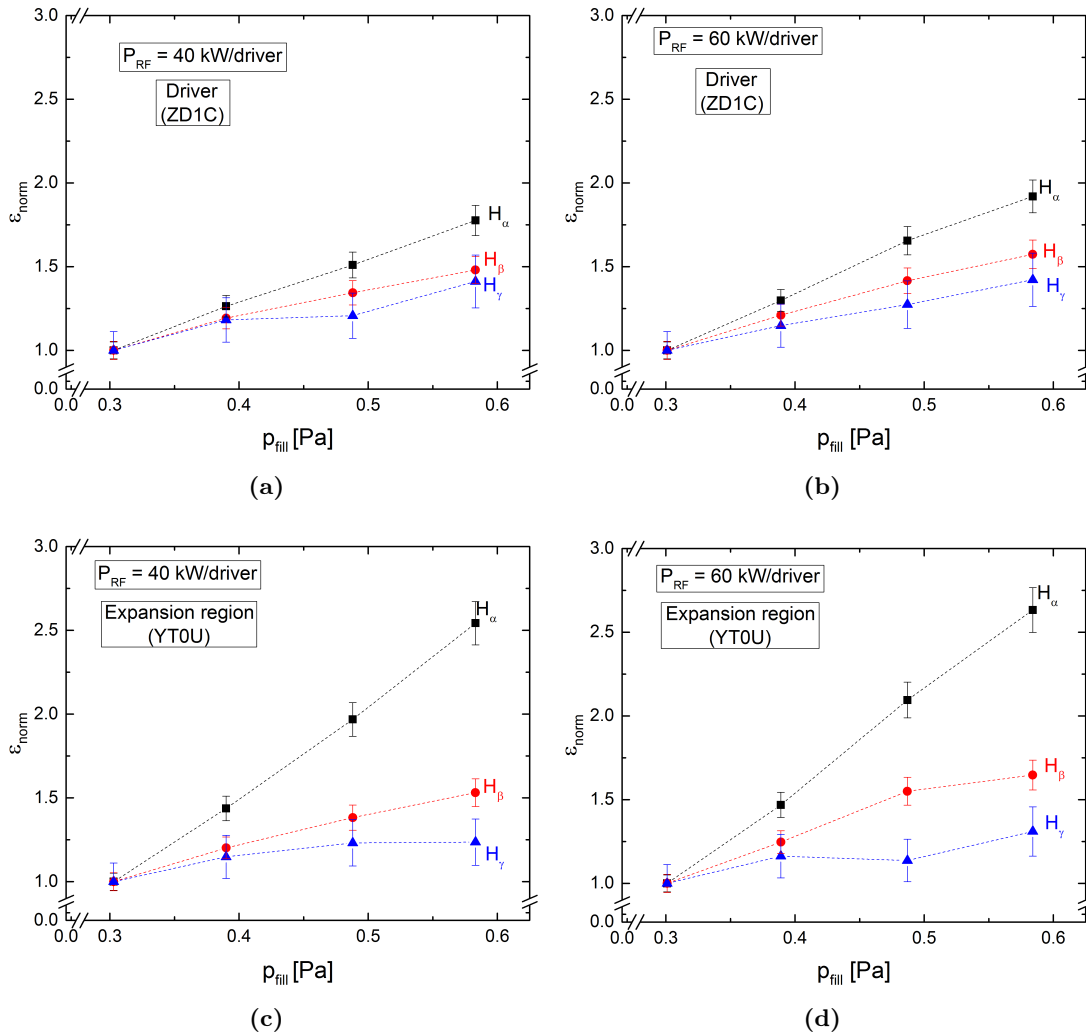 3.0
P_RF = 40 kW/driver
Driver
(ZD1C)
2.5
2.0
1.5
1.0
0.0
ε_norm
H_α
H_β
H_γ
0.0 0.3 0.4 0.5 0.6
p_fill [Pa]
(a)
3.0
P_RF = 60 kW/driver
Driver
(ZD1C)
2.5
2.0
1.5
1.0
0.0
ε_norm
H_α
H_β
H_γ
0.0 0.3 0.4 0.5 0.6
p_fill [Pa]
(b)
3.0
P_RF = 40 kW/driver
Expansion region
(YT0U)
2.5
2.0
1.5
1.0
0.0
ε_norm
H_α
H_β
H_γ
0.0 0.3 0.4 0.5 0.6
p_fill [Pa]
(c)
3.0
P_RF = 60 kW/driver
Expansion region
(YT0U)
2.5
2.0
1.5
1.0
0.0
ε_norm
H_α
H_β
H_γ
0.0 0.3 0.4 0.5 0.6
p_fill [Pa]
(d)